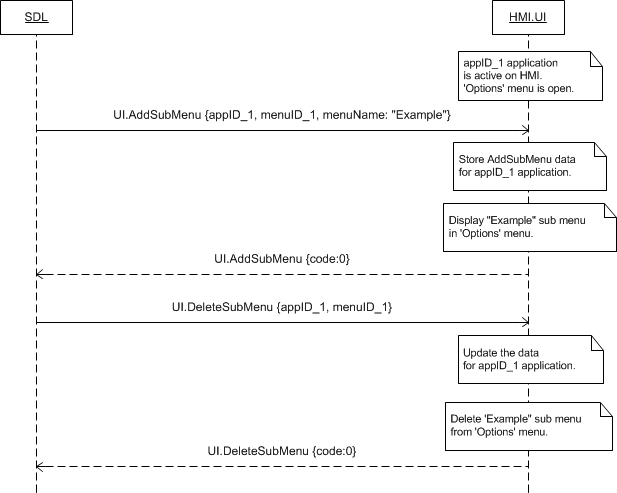 SDL
HMI.UI
appID_1 application
is active on HMI.
'Options' menu is open.
UI.AddSubMenu {appID_1, menuID_1, menuName: "Example"}
Store AddSubMenu data
for appID_1 application.
Display "Example" sub menu
in 'Options' menu.
UI.AddSubMenu {code:0}
UI.DeleteSubMenu {appID_1, menuID_1}
Update the data
for appID_1 application.
Delete 'Example" sub menu
from 'Options' menu.
UI.DeleteSubMenu {code:0}